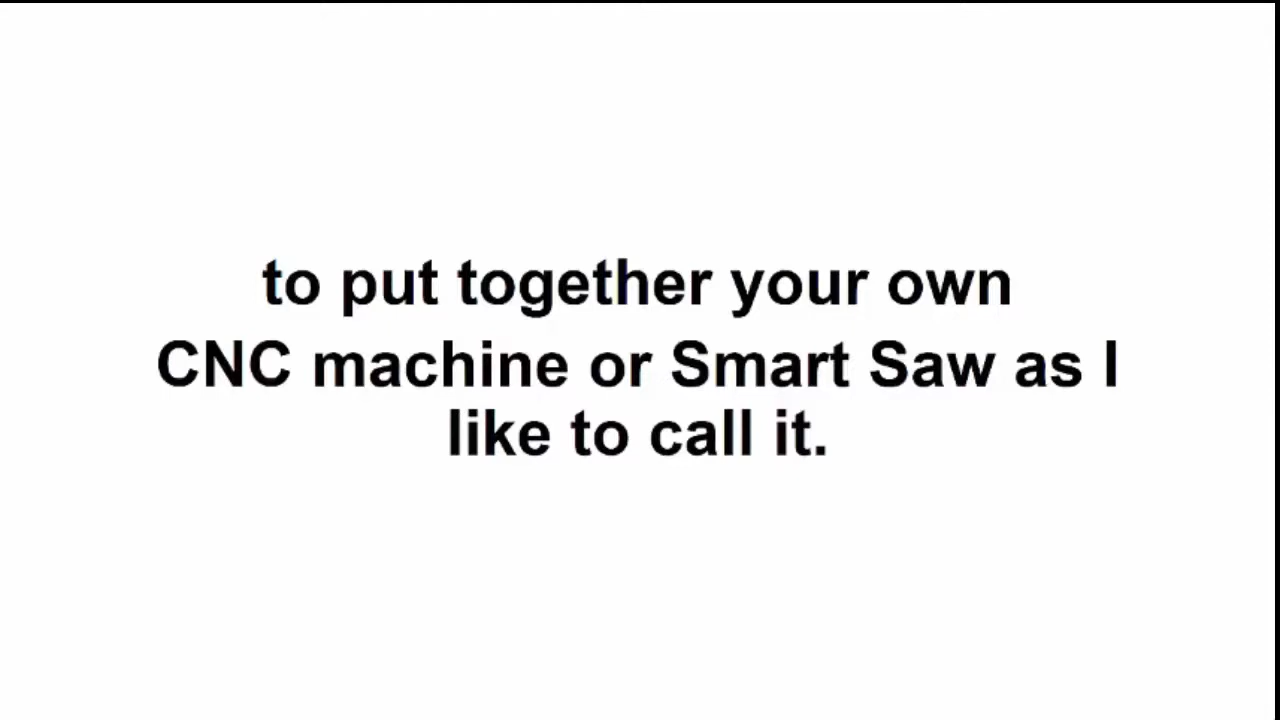 to put together your own
CNC machine or Smart Saw as I
like to call it.